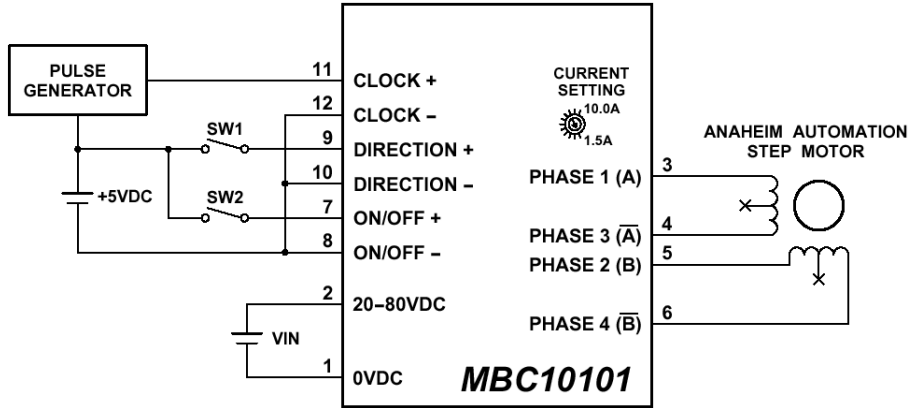 PULSE
GENERATOR
11
CLOCK +
12
CLOCK –
SW1
9
DIRECTION +
10
DIRECTION –
+5VDC
SW2
7
ON/OFF +
8
ON/OFF –
2
20–80VDC
VIN
1
0VDC
CURRENT
SETTING
10.0A
1.5A
PHASE 1 (A)
3
PHASE 3 (A̅)
4
PHASE 2 (B)
5
PHASE 4 (B̅)
6
ANAHEIM AUTOMATION
STEP MOTOR
MBC10101